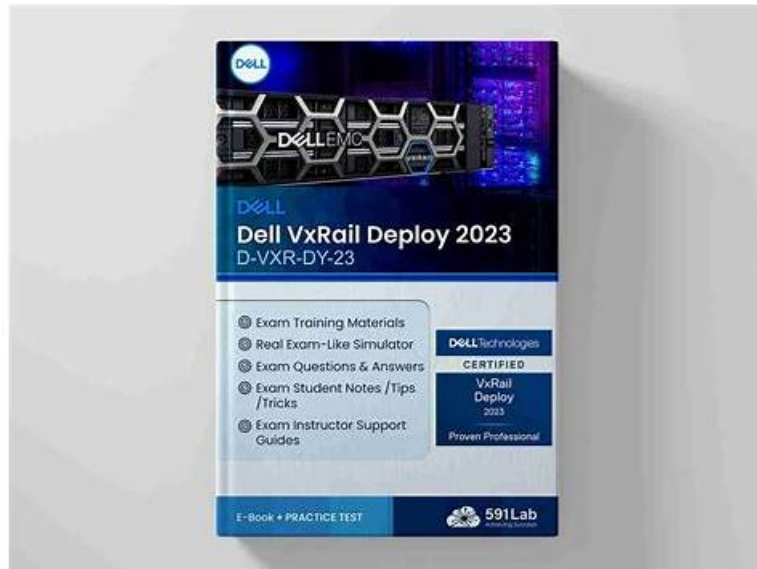 DELL
DELLEMC
DELL
Dell VxRail Deploy 2023
D-VXR-DY-23
Exam Training Materials
Real Exam-Like Simulator
Exam Questions & Answers
Exam Student Notes /Tips
/Tricks
Exam Instructor Support
Guides
DELLTechnologies
CERTIFIED
VxRail
Deploy
2023
Proven Professional
E-Book + PRACTICE TEST
591Lab
Achieving Success